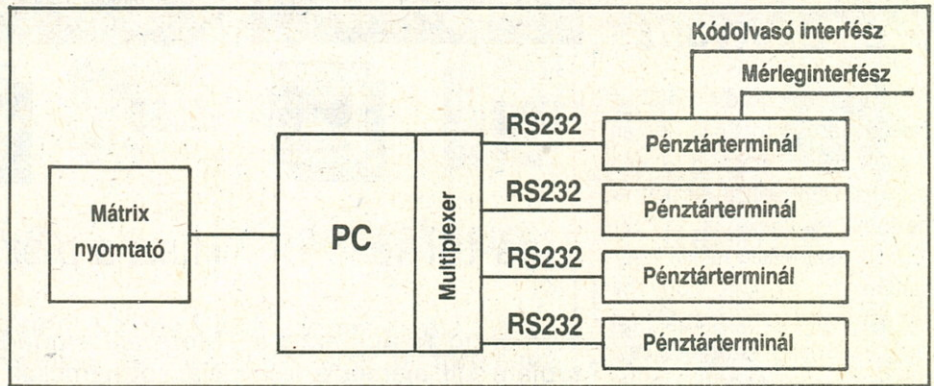 Kódolvasó interfész
Mérleginterfész
RS232
Pénztárterminál
RS232
Pénztárterminál
Mátrix
nyomtató
PC
Multiplexer
RS232
Pénztárterminál
RS232
Pénztárterminál